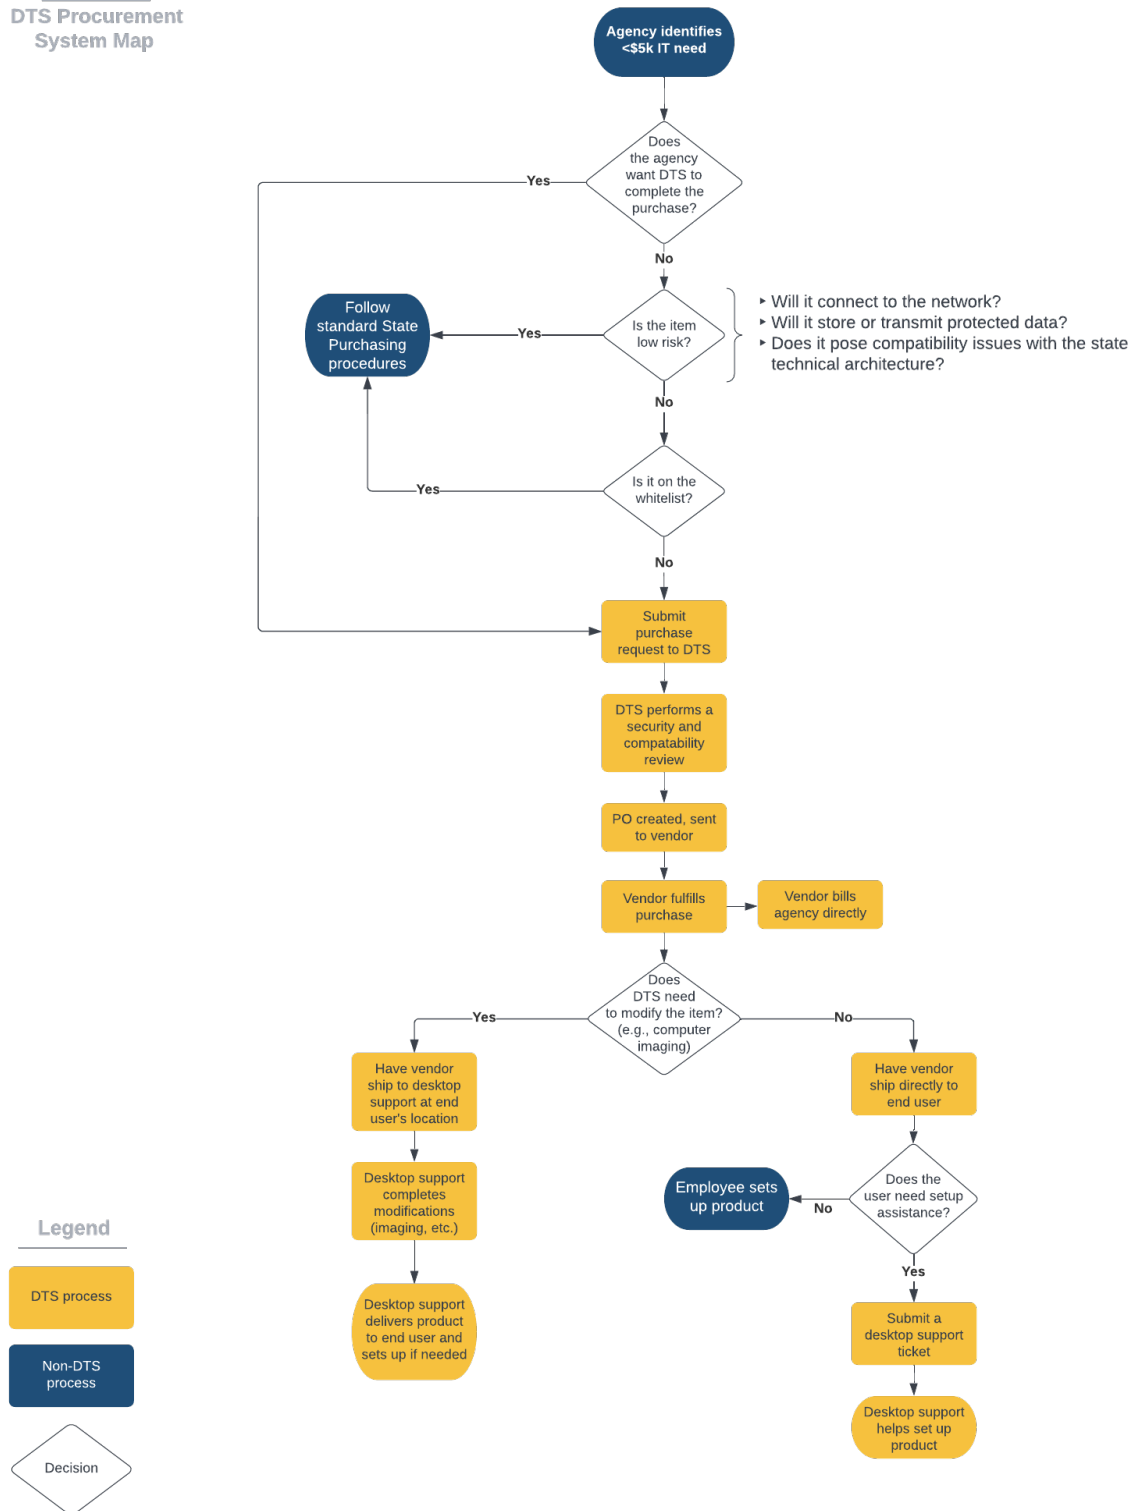 DTS Procurement
System Map
Agency identifies
<$5k IT need
Does
the agency
want DTS to
complete the
purchase?
Yes
No
Is the item
low risk?
‣ Will it connect to the network?
‣ Will it store or transmit protected data?
‣ Does it pose compatibility issues with the state
technical architecture?
Yes
Follow
standard State
Purchasing
procedures
No
Is it on the
whitelist?
Yes
No
Submit
purchase
request to DTS
DTS performs a
security and
compatability
review
PO created, sent
to vendor
Vendor fulfills
purchase
Vendor bills
agency directly
Does
DTS need
to modify the item?
(e.g., computer
imaging)
Yes
No
Have vendor
ship to desktop
support at end
user's location
Desktop support
completes
modifications
(imaging, etc.)
Desktop support
delivers product
to end user and
sets up if needed
Have vendor
ship directly to
end user
Does the
user need setup
assistance?
No
Employee sets
up product
Yes
Submit a
desktop support
ticket
Desktop support
helps set up
product
Legend
DTS process
Non-DTS
process
Decision